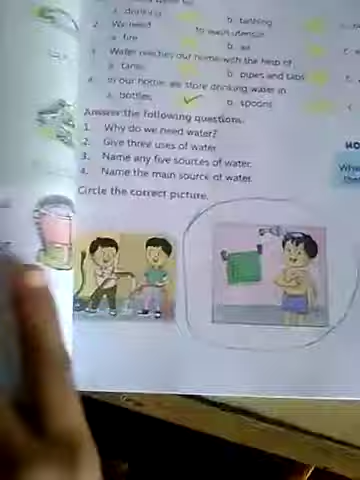 a. drinking b. bathing
2. We need to wash utensils.
a. fire b. air
3. Water reaches our home with the help of
a. tanks b. pipes and taps
4. In our home, we store drinking water in
a. bottles b. spoons
Answer the following questions.
1. Why do we need water?
2. Give three uses of water.
3. Name any five sources of water.
4. Name the main source of water.
Circle the correct picture.